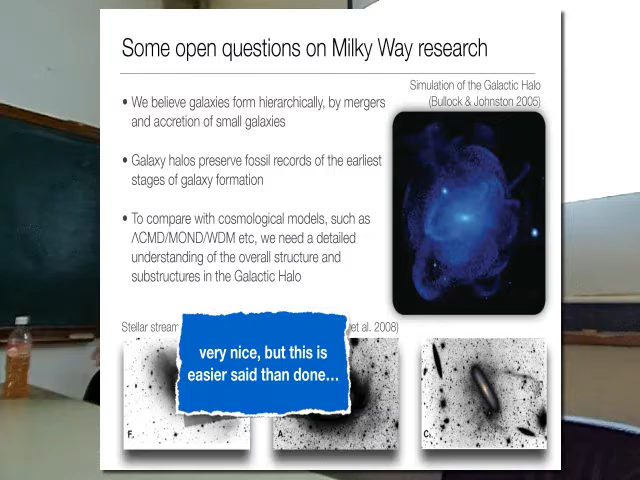 Some open questions on Milky Way research
Simulation of the Galactic Halo
(Bullock & Johnston 2005)
• We believe galaxies form hierarchically, by mergers
and accretion of small galaxies
• Galaxy halos preserve fossil records of the earliest
stages of galaxy formation
• To compare with cosmological models, such as
ΛCMD/MOND/WDM etc, we need a detailed
understanding of the overall structure and
substructures in the Galactic Halo
Stellar et al. 2008)
very nice, but this is
easier said than done...
F.
A.
C.